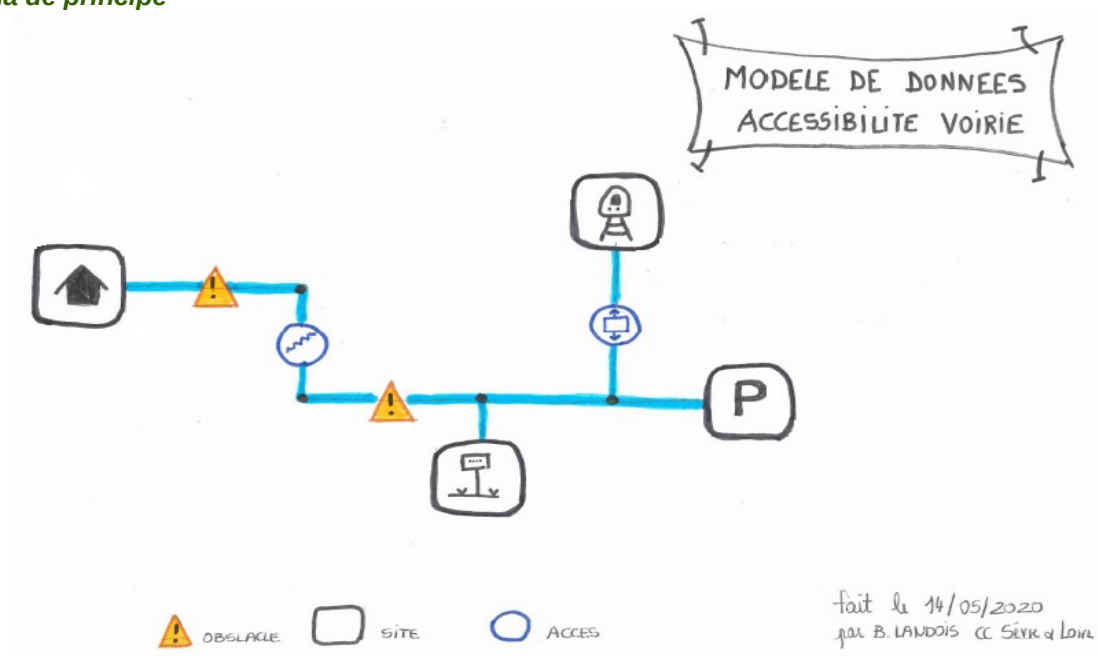 de principe
MODELE DE DONNEES
ACCESSIBILITE VOIRIE
P
OBSLACLE
SITE
ACCES
fait le 14/05/2020
par B. LANDOIS CC Sèvre & Loire